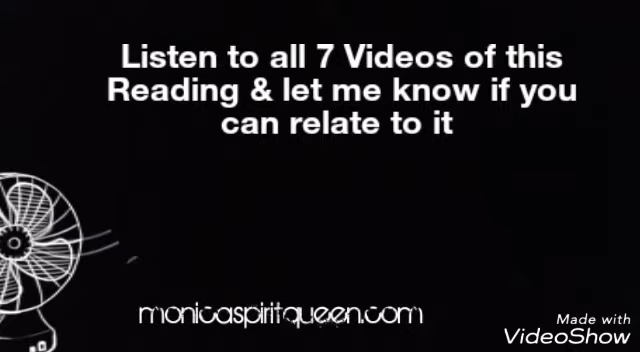 Listen to all 7 Videos of this
Reading & let me know if you
can relate to it
monicaspiritqueen.com
Made with
VideoShow